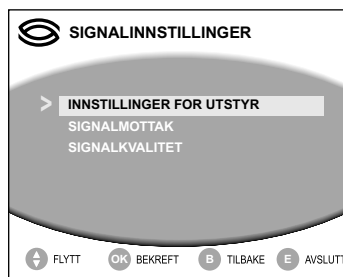 SIGNALINNSTILLINGER
> INNSTILLINGER FOR UTSTYR
SIGNALMOTTAK
SIGNALKVALITET
FLYTT OK BEKREFT B TILBAKE E AVSLUTT